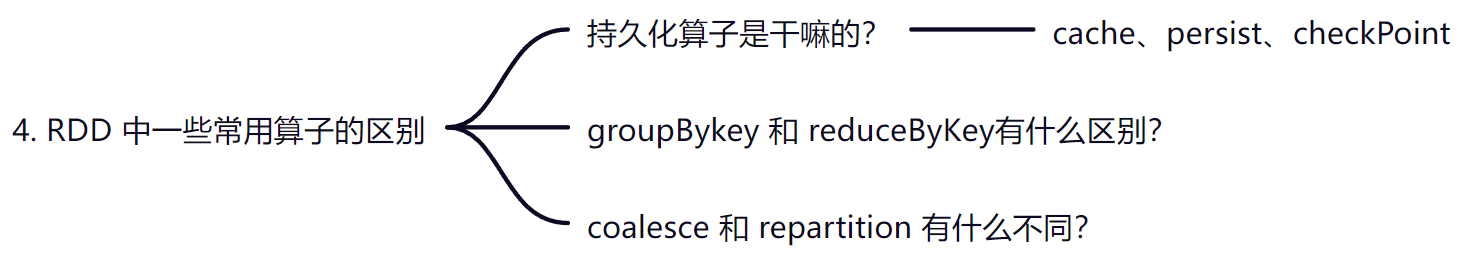 4. RDD 中一些常用算子的区别
持久化算子是干嘛的？
cache、persist、checkPoint
groupBykey 和 reduceByKey有什么区别？
coalesce 和 repartition 有什么不同？